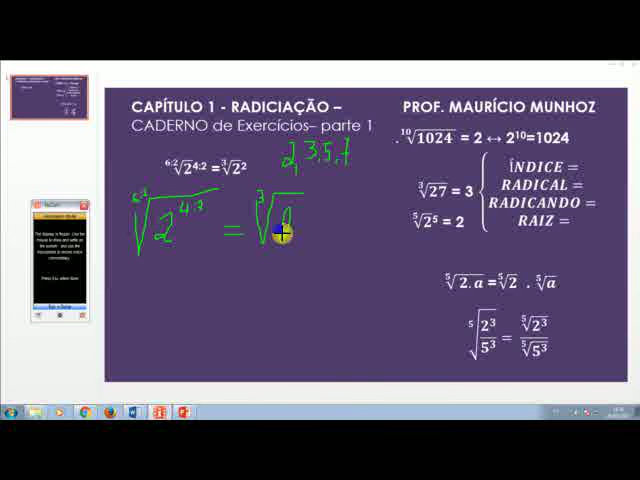 CAPÍTULO 1 - RADICIAÇÃO –
CADERNO de Exercícios– parte 1
PROF. MAURÍCIO MUNHOZ
⁶:²√2⁴:² = ³√2²
2, 3, 5, 7
⁶:²√2⁴:² = ³√
.¹⁰√1024 = 2 ↔ 2¹⁰=1024
³√27 = 3
⁵√2⁵ = 2
ÍNDICE =
RADICAL =
RADICANDO =
RAIZ =
⁵√2.a = ⁵√2 . ⁵√a
⁵√(2³/5³) = ⁵√2³/⁵√5³